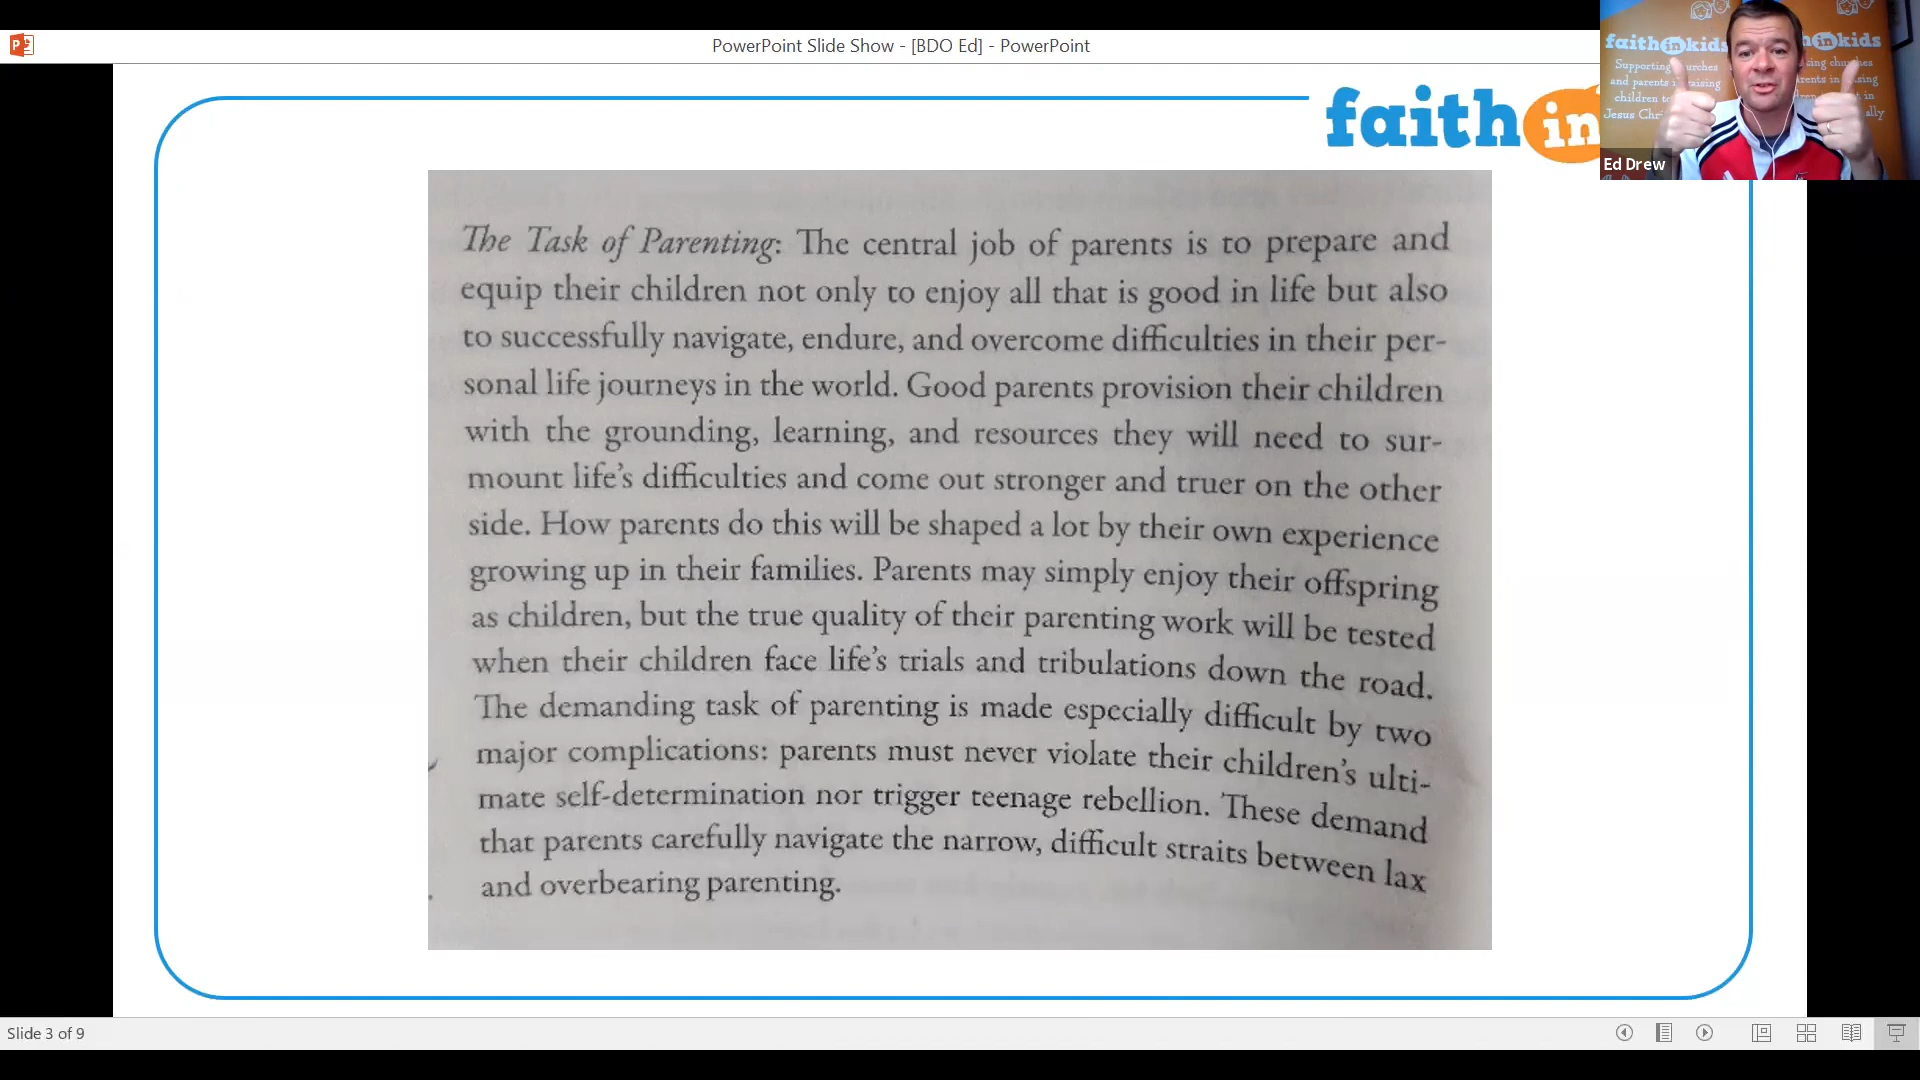 PowerPoint Slide Show - [BDO Ed] - PowerPoint
faithin
The Task of Parenting: The central job of parents is to prepare and
equip their children not only to enjoy all that is good in life but also
to successfully navigate, endure, and overcome difficulties in their per-
sonal life journeys in the world. Good parents provision their children
with the grounding, learning, and resources they will need to sur-
mount life's difficulties and come out stronger and truer on the other
side. How parents do this will be shaped a lot by their own experience
growing up in their families. Parents may simply enjoy their offspring
as children, but the true quality of their parenting work will be tested
when their children face life's trials and tribulations down the road.
The demanding task of parenting is made especially difficult by two
major complications: parents must never violate their children's ulti-
mate self-determination nor trigger teenage rebellion. These demand
that parents carefully navigate the narrow, difficult straits between lax
and overbearing parenting.
faithinkids
Supporting
and parents
children
Jesus
inkids
Ed Drew
Slide 3 of 9